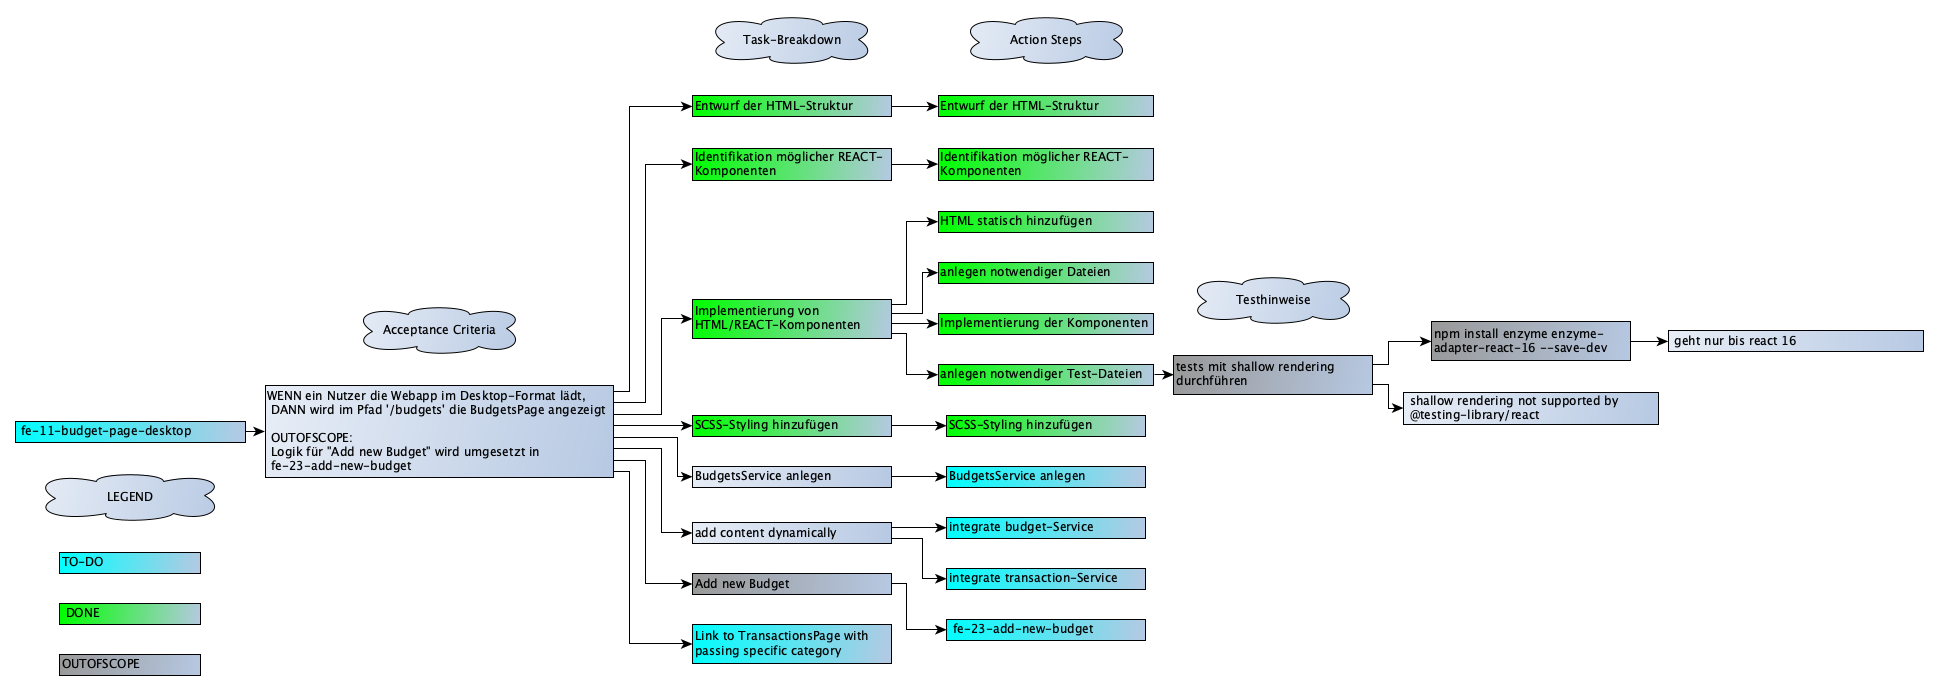 Task-Breakdown
Action Steps
Entwurf der HTML-Struktur
Entwurf der HTML-Struktur
Identifikation möglicher REACT-
Komponenten
Identifikation möglicher REACT-
Komponenten
HTML statisch hinzufügen
anlegen notwendiger Dateien
Implementierung von
HTML/REACT-Komponenten
Implementierung der Komponenten
anlegen notwendiger Test-Dateien
Testhinweise
tests mit shallow rendering
durchführen
npm install enzyme enzyme-
adapter-react-16 --save-dev
geht nur bis react 16
shallow rendering not supported by
@testing-library/react
Acceptance Criteria
fe-11-budget-page-desktop
WENN ein Nutzer die Webapp im Desktop-Format lädt,
DANN wird im Pfad '/budgets' die BudgetsPage angezeigt
OUTOFSCOPE:
Logik für "Add new Budget" wird umgesetzt in
fe-23-add-new-budget
SCSS-Styling hinzufügen
SCSS-Styling hinzufügen
BudgetsService anlegen
BudgetsService anlegen
add content dynamically
integrate budget-Service
integrate transaction-Service
Add new Budget
fe-23-add-new-budget
Link to TransactionsPage with
passing specific category
LEGEND
TO-DO
DONE
OUTOFSCOPE